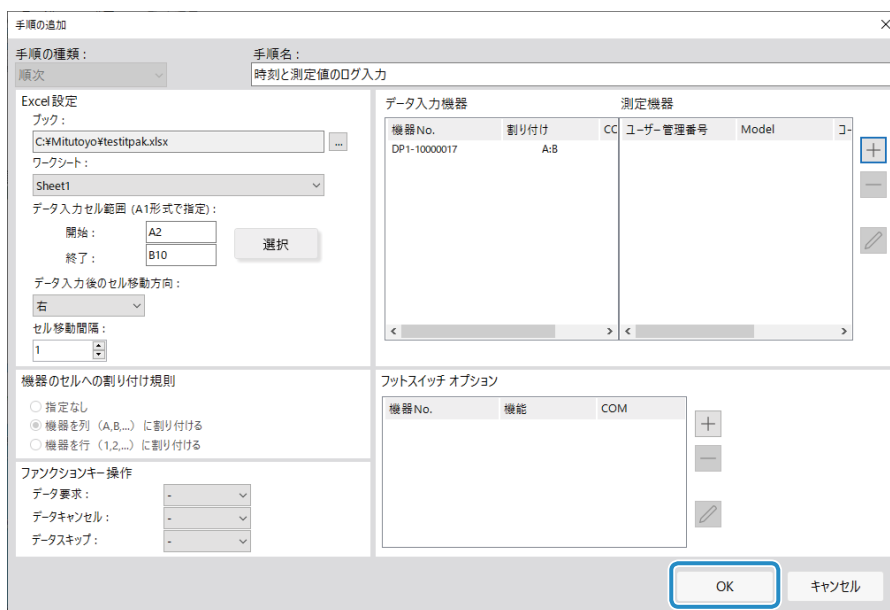 手順の追加
手順の種類：
手順名：
順次
時刻と測定値のログ入力
Excel 設定
ブック：
C:¥Mitutoyo¥testitpak.xlsx
...
ワークシート：
Sheet1
データ入力セル範囲 (A1形式で指定)：
開始：
A2
終了：
B10
選択
データ入力後のセル移動方向：
右
セル移動間隔：
1
データ入力機器
測定機器
機器No. 割り付け CC
ユーザー管理番号 Model コー
DP1-10000017 A:B
機器のセルへの割り付け規則
指定なし
機器を列 (A,B,...) に割り付ける
機器を行 (1,2,...) に割り付ける
ファンクションキー操作
データ要求： -
データキャンセル： -
データスキップ： -
フットスイッチ オプション
機器No. 機能 COM
OK
キャンセル